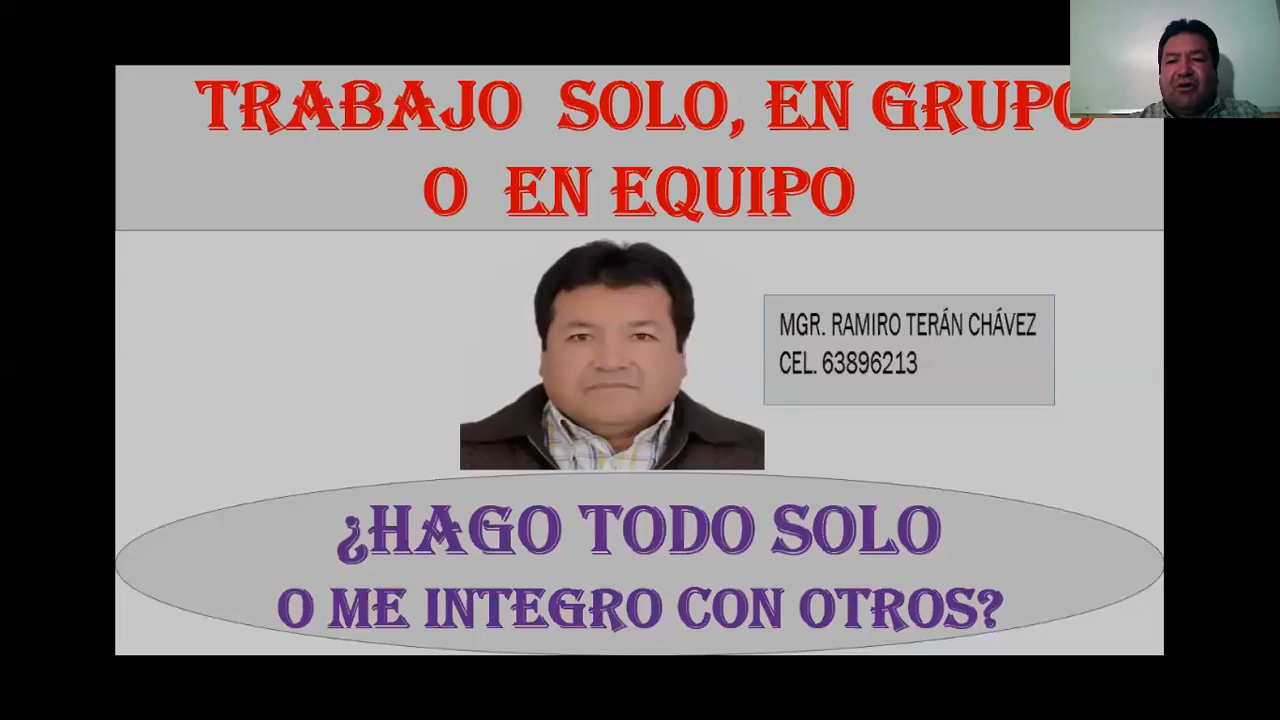 TRABAJO SOLO, EN GRUPO
O EN EQUIPO
MGR. RAMIRO TERÁN CHÁVEZ
CEL. 63896213
¿HAGO TODO SOLO
O ME INTEGRO CON OTROS?